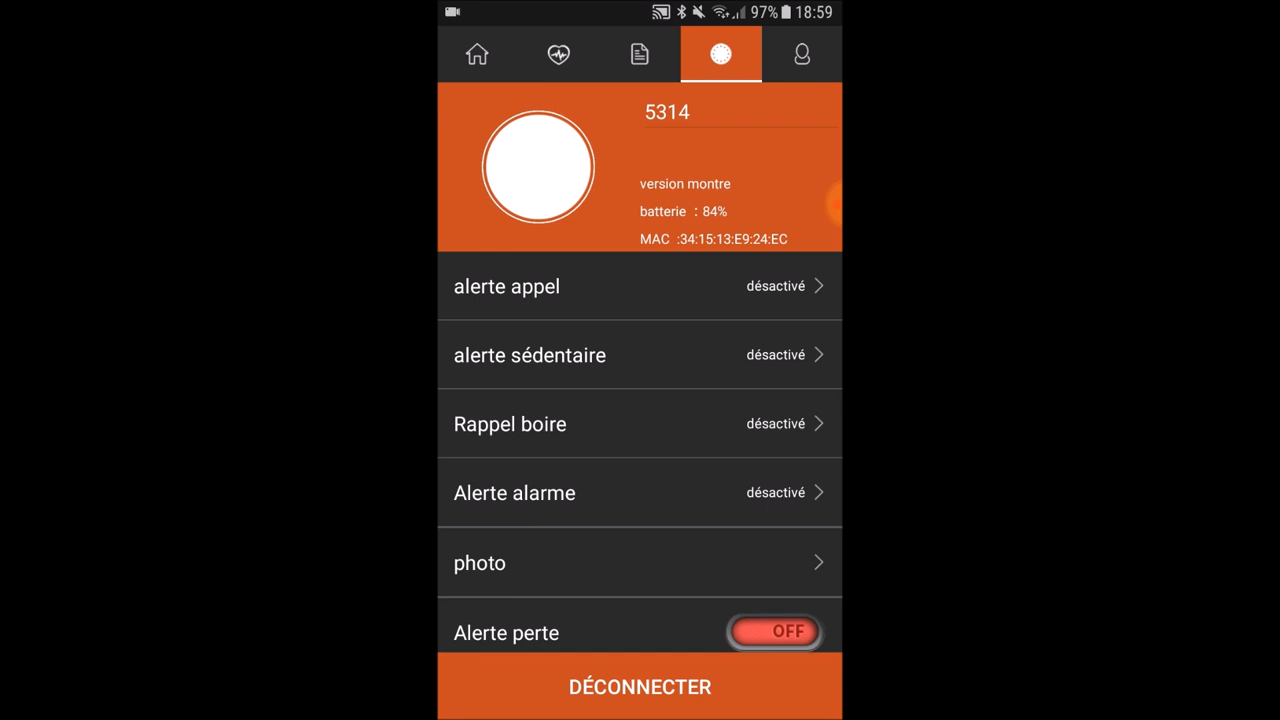 97% 18:59
5314
version montre
batterie : 84%
MAC :34:15:13:E9:24:EC
alerte appel désactivé
alerte sédentaire désactivé
Rappel boire désactivé
Alerte alarme désactivé
photo
Alerte perte OFF
DÉCONNECTER